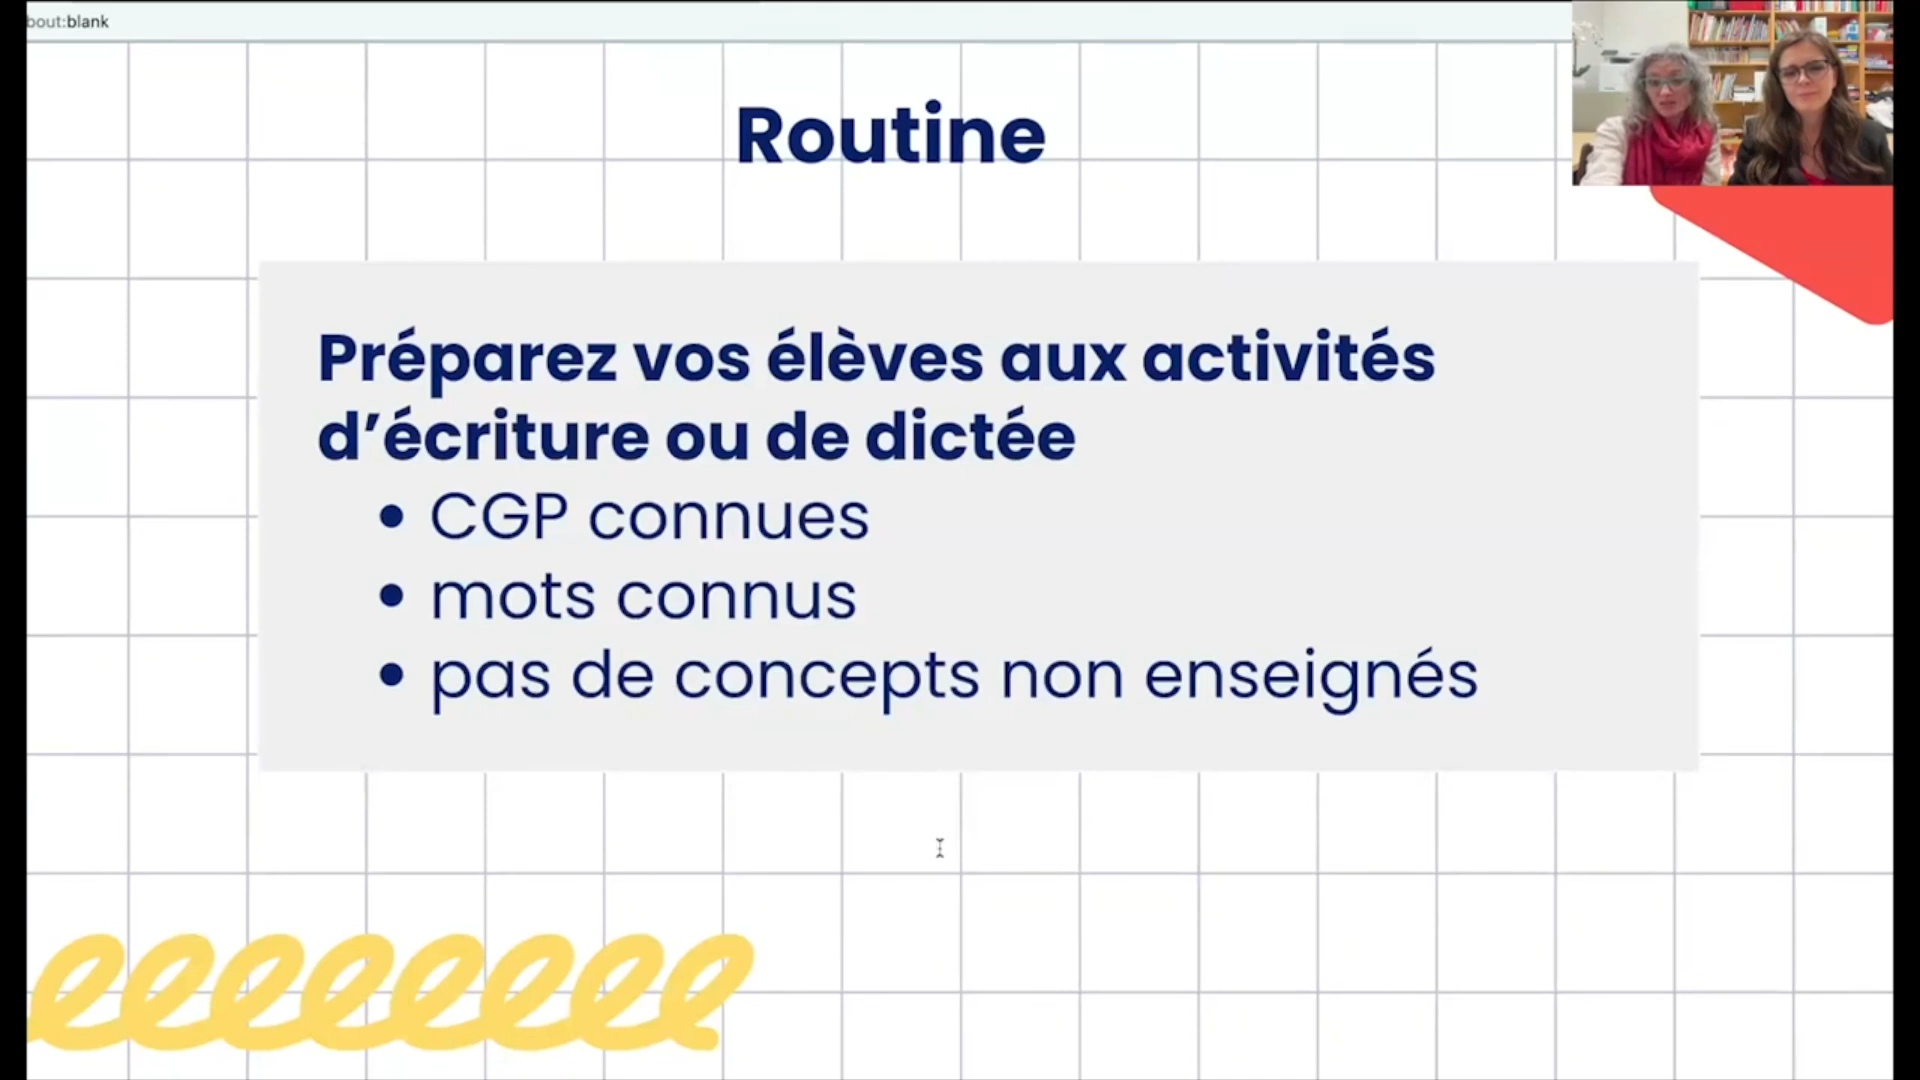 bout:blank
Routine
Préparez vos élèves aux activités
d’écriture ou de dictée
• CGP connues
• mots connus
• pas de concepts non enseignés